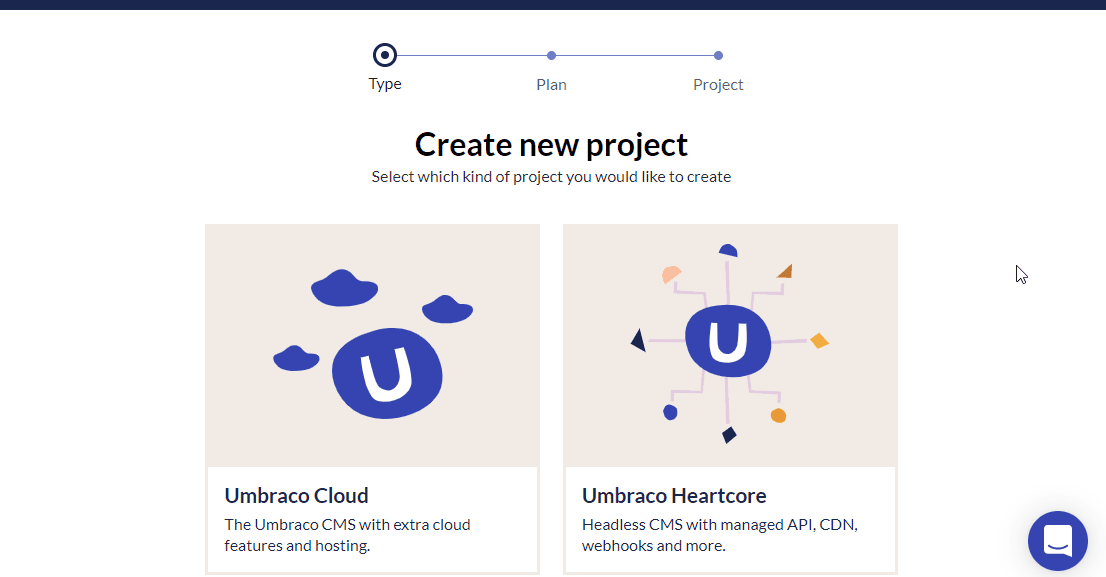 Type
Plan
Project
Create new project
Select which kind of project you would like to create
U
U
Umbraco Cloud
The Umbraco CMS with extra cloud
features and hosting.
Umbraco Heartcore
Headless CMS with managed API, CDN,
webhooks and more.